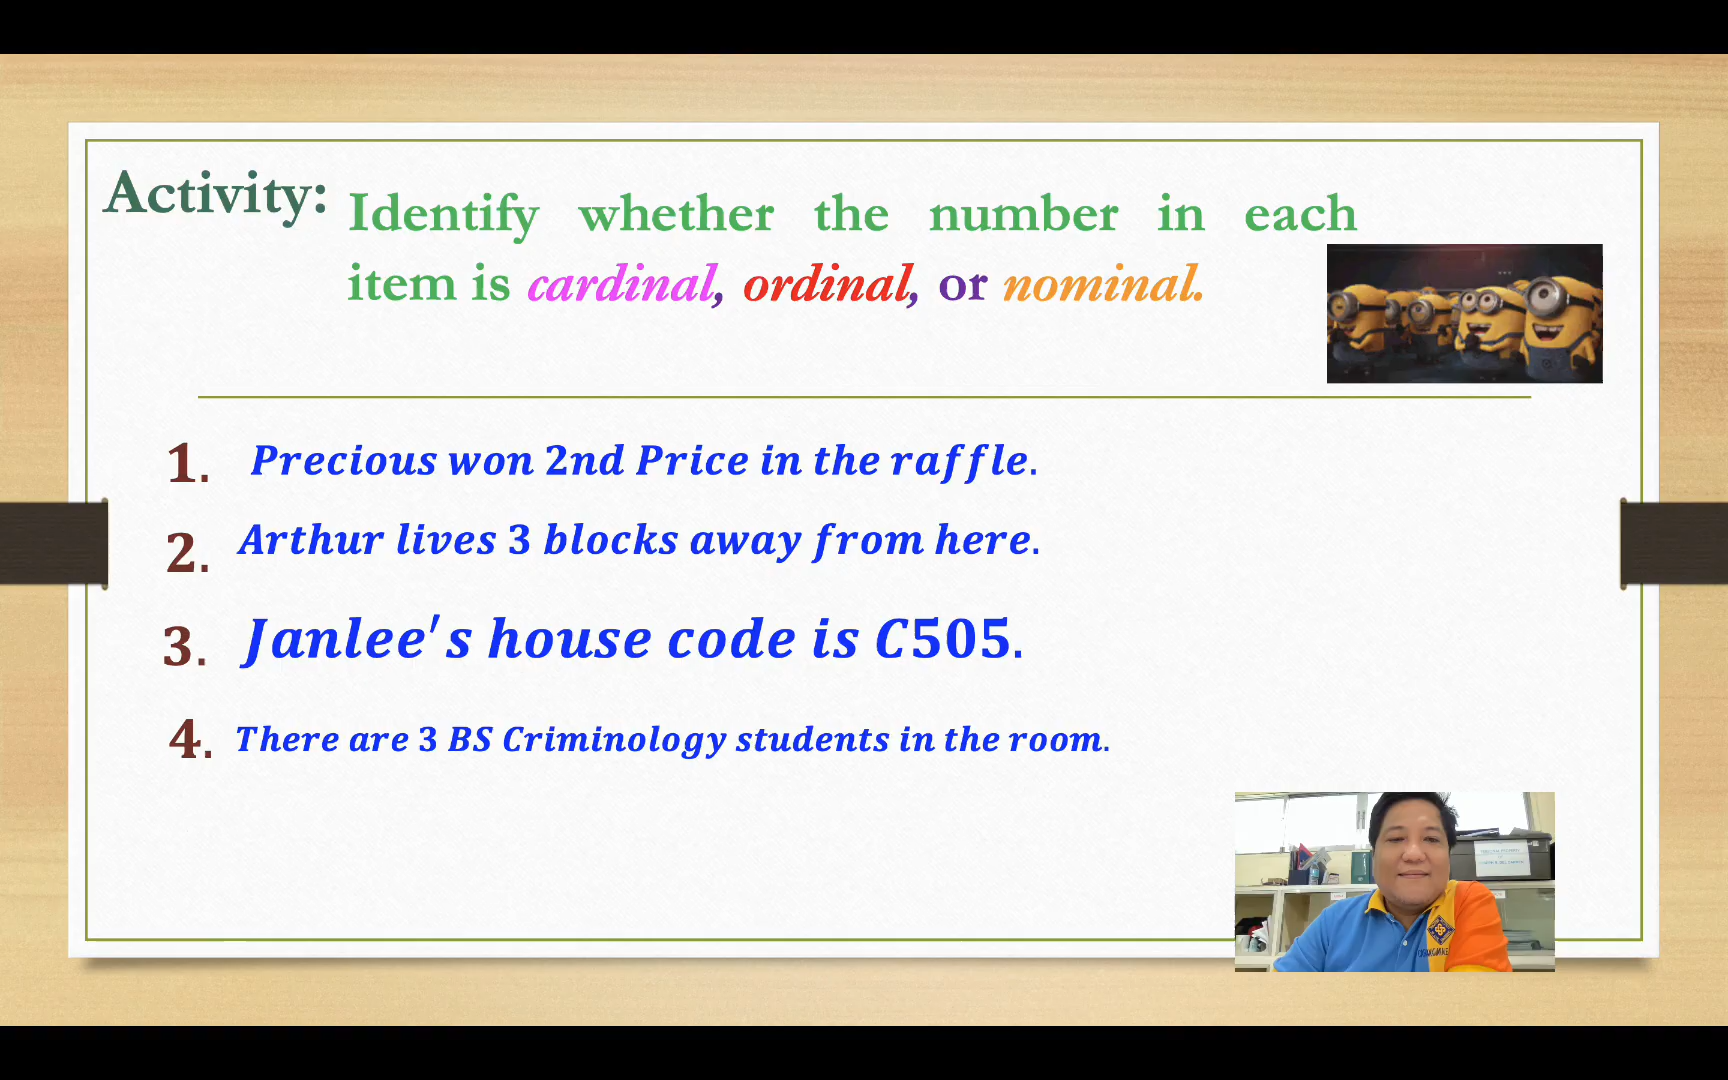 Activity:
Identify whether the number in each
item is cardinal, ordinal, or nominal.
1. Precious won 2nd Price in the raffle.
2. Arthur lives 3 blocks away from here.
3. Janlee's house code is C505.
4. There are 3 BS Criminology students in the room.